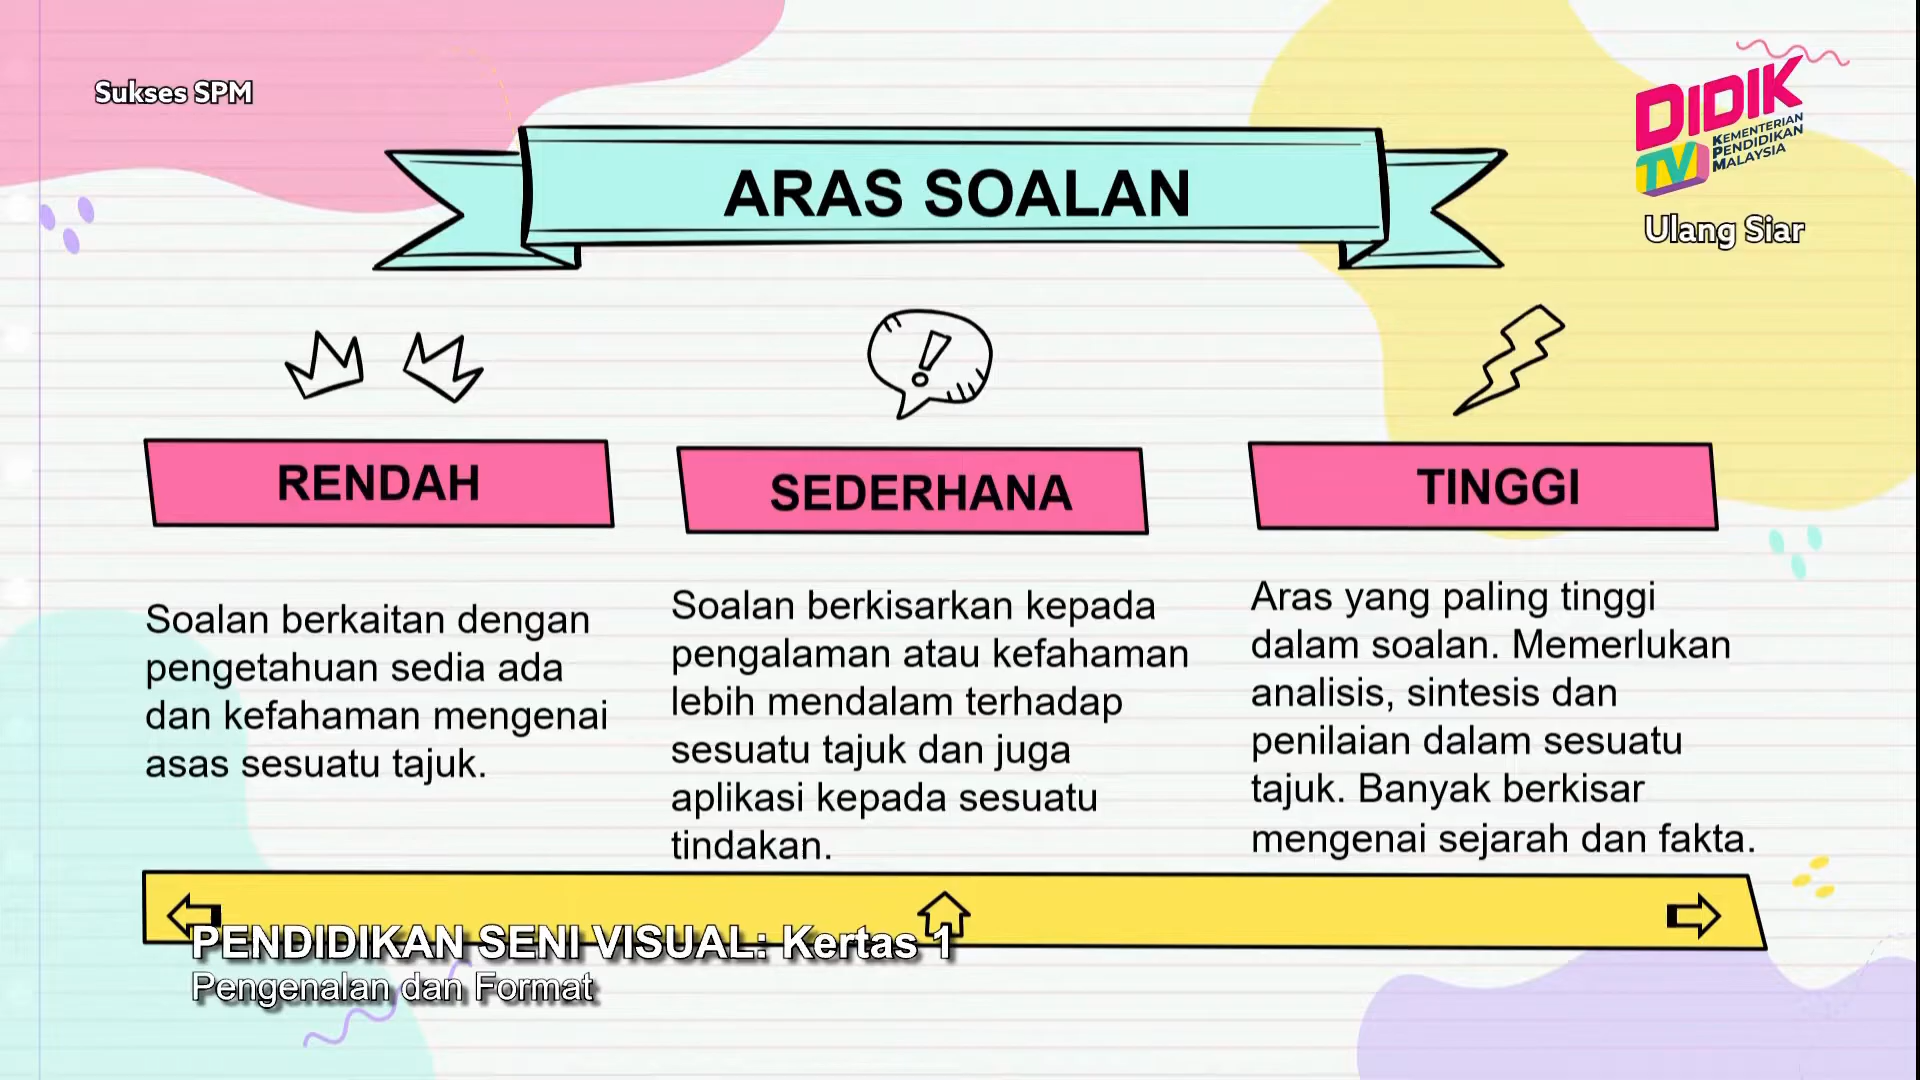 Sukses SPM
DIDIK
TV
KEMENTERIAN
PENDIDIKAN
MALAYSIA
Ulang Siar
ARAS SOALAN
RENDAH
Soalan berkaitan dengan
pengetahuan sedia ada
dan kefahaman mengenai
asas sesuatu tajuk.
SEDERHANA
Soalan berkisarkan kepada
pengalaman atau kefahaman
lebih mendalam terhadap
sesuatu tajuk dan juga
aplikasi kepada sesuatu
tindakan.
TINGGI
Aras yang paling tinggi
dalam soalan. Memerlukan
analisis, sintesis dan
penilaian dalam sesuatu
tajuk. Banyak berkisar
mengenai sejarah dan fakta.
PENDIDIKAN SENI VISUAL: Kertas 1
Pengenalan dan Format